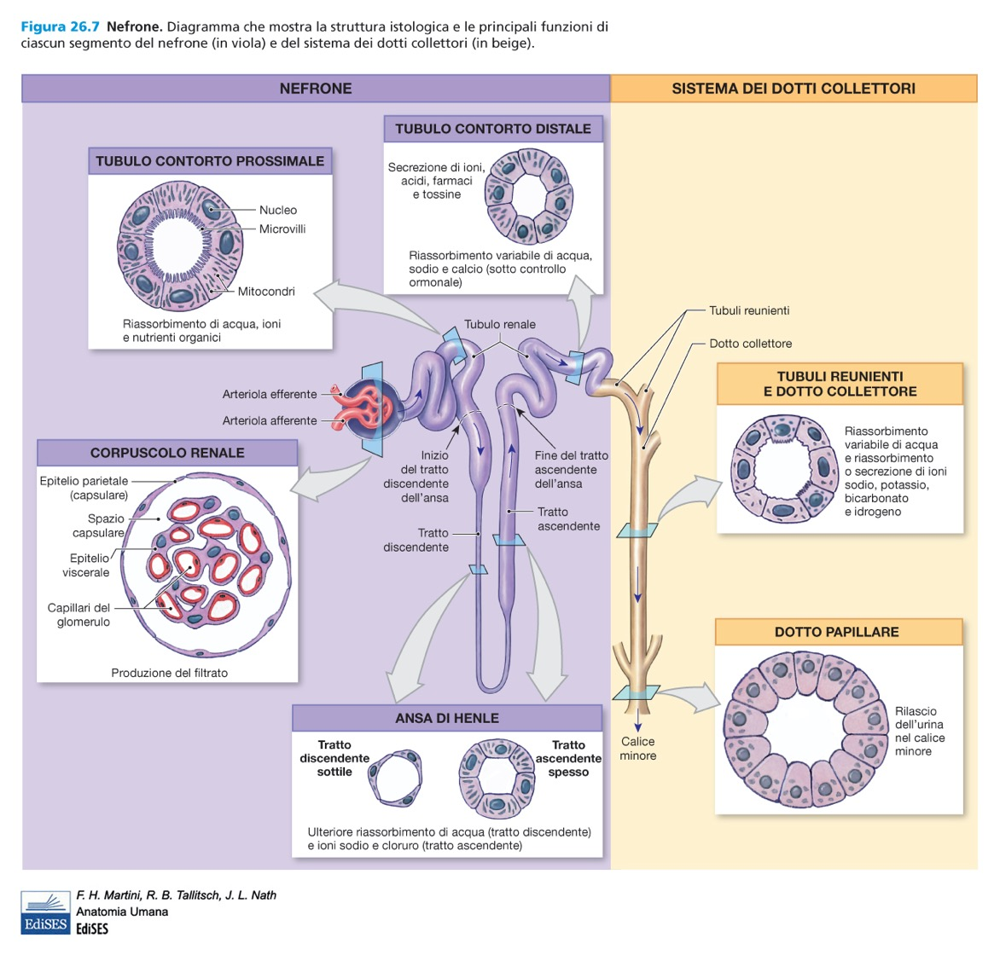 Figura 26.7 Nefrone. Diagramma che mostra la struttura istologica e le principali funzioni di
ciascun segmento del nefrone (in viola) e del sistema dei dotti collettori (in beige).
NEFRONE
SISTEMA DEI DOTTI COLLETTORI
TUBULO CONTORTO PROSSIMALE
Nucleo
Microvilli
Mitocondri
Riassorbimento di acqua, ioni
e nutrienti organici
TUBULO CONTORTO DISTALE
Secrezione di ioni,
acidi, farmaci
e tossine
Riassorbimento variabile di acqua,
sodio e calcio (sotto controllo
ormonale)
Tubulo renale
Tubuli reunienti
Dotto collettore
Arteriola efferente
Arteriola afferente
Inizio
del tratto
discendente
dell'ansa
Fine del tratto
ascendente
dell'ansa
Tratto
ascendente
Tratto
discendente
CORPUSCOLO RENALE
Epitelio parietale
(capsulare)
Spazio
capsulare
Epitelio
viscerale
Capillari del
glomerulo
Produzione del filtrato
TUBULI REUNIENTI
E DOTTO COLLETTORE
Riassorbimento
variabile di acqua
e riassorbimento
o secrezione di ioni
sodio, potassio,
bicarbonato
e idrogeno
DOTTO PAPILLARE
Rilascio
dell'urina
nel calice
minore
Calice
minore
ANSA DI HENLE
Tratto
discendente
sottile
Tratto
ascendente
spesso
Ulteriore riassorbimento di acqua (tratto discendente)
e ioni sodio e cloruro (tratto ascendente)
EdiSES
F. H. Martini, R. B. Tallitsch, J. L. Nath
Anatomia Umana
EdiSES